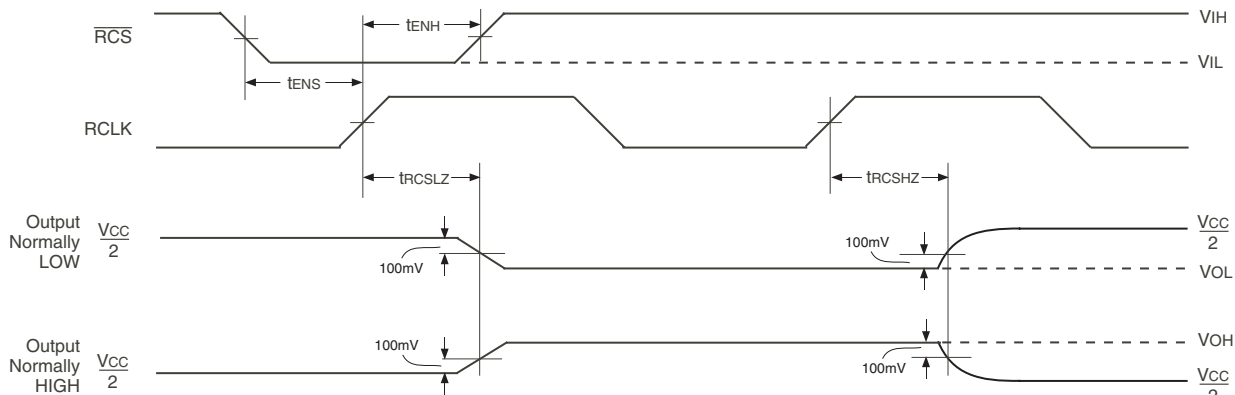 tENH
VIH
RCS
VIL
tENS
RCLK
tRCSLZ
tRCSHZ
Output
Normally
LOW
VCC
2
100mV
100mV
VCC
2
VOL
Output
Normally
HIGH
VCC
2
100mV
100mV
VOH
VCC
2